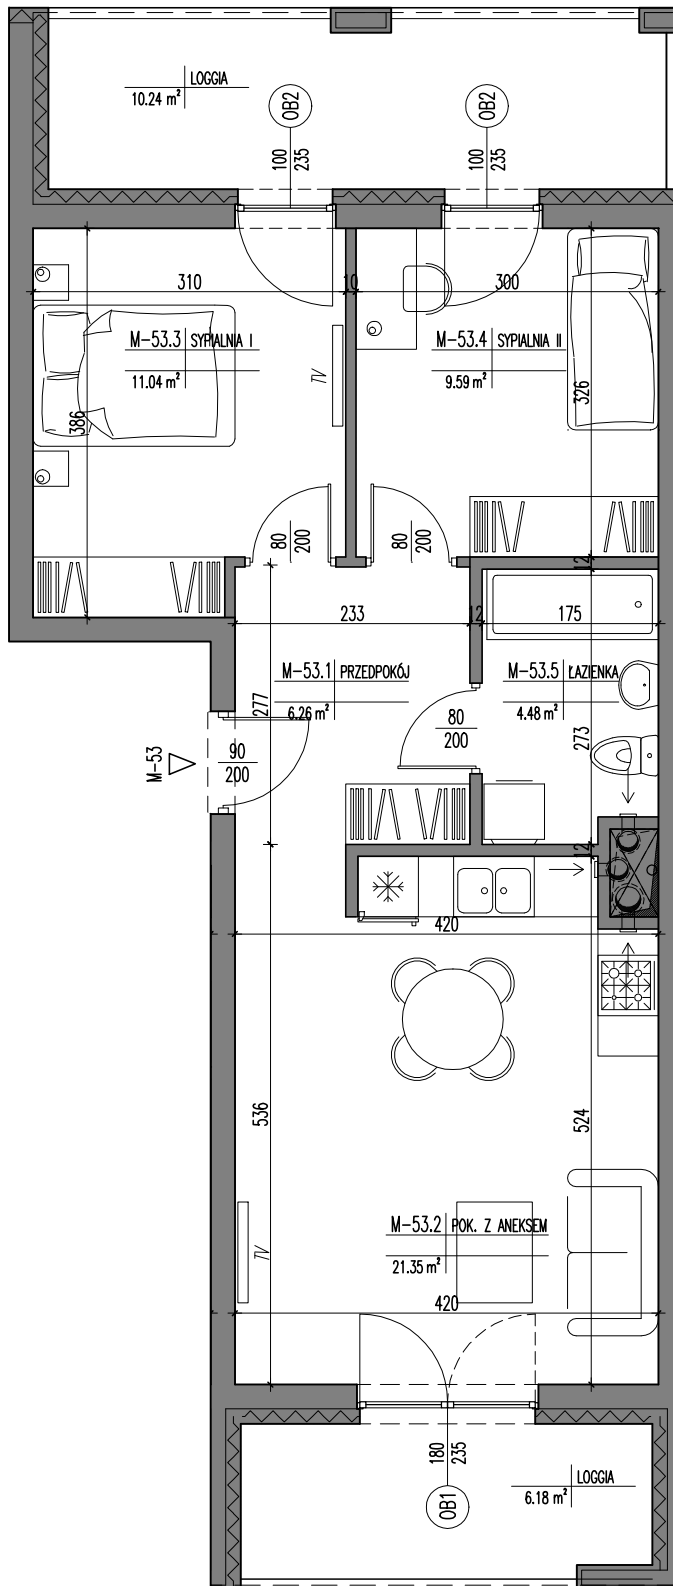 LOGGIA
10.24 m²
OB2
OB2
100
235
100
235
310
10
300
M-53.3 SYPIALNIA I
11.04 m²
M-53.4 SYPIALNIA II
9.59 m²
TV
386
326
80
200
80
200
12
233
12
175
M-53.1 PRZEDPOKÓJ
6.26 m²
M-53.5 ŁAZIENKA
4.48 m²
277
273
80
200
M-53
90
200
12
420
536
524
M-53.2 POK. Z ANEKSEM
21.35 m²
TV
420
180
235
OB1
LOGGIA
6.18 m²